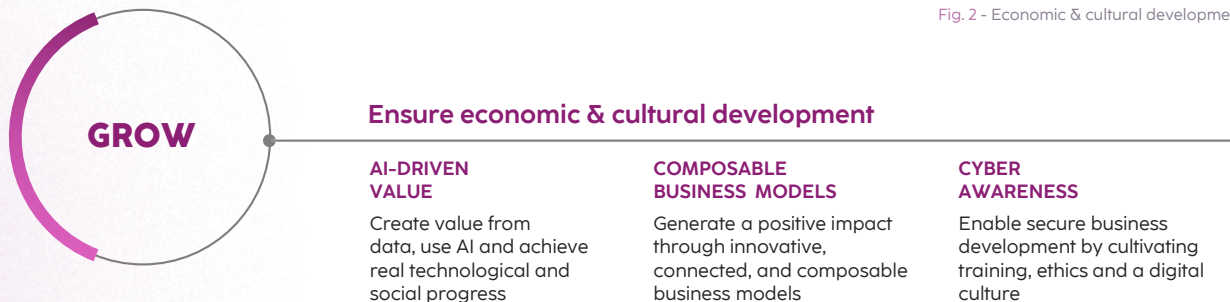 Fig. 2 - Economic & cultural developme
GROW
Ensure economic & cultural development
AI-DRIVEN
VALUE
Create value from
data, use AI and achieve
real technological and
social progress
COMPOSABLE
BUSINESS MODELS
Generate a positive impact
through innovative,
connected, and composable
business models
CYBER
AWARENESS
Enable secure business
development by cultivating
training, ethics and a digital
culture